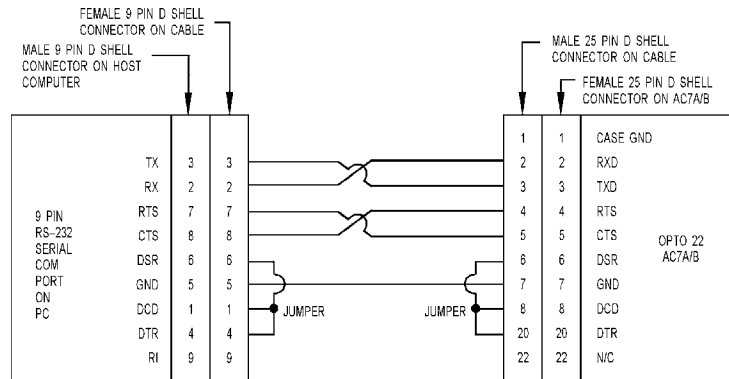 FEMALE 9 PIN D SHELL
CONNECTOR ON CABLE
MALE 9 PIN D SHELL
CONNECTOR ON HOST
COMPUTER
MALE 25 PIN D SHELL
CONNECTOR ON CABLE
FEMALE 25 PIN D SHELL
CONNECTOR ON AC7A/B
1 1 CASE GND
TX 3 3 2 2 RXD
RX 2 2 3 3 TXD
RTS 7 7 4 4 RTS
CTS 8 8 5 5 CTS
DSR 6 6 6 6 DSR
GND 5 5 7 7 GND
DCD 1 1 JUMPER JUMPER 8 8 DCD
DTR 4 4 20 20 DTR
RI 9 9 22 22 N/C
9 PIN
RS-232
SERIAL
COM
PORT
ON
PC
OPTO 22
AC7A/B